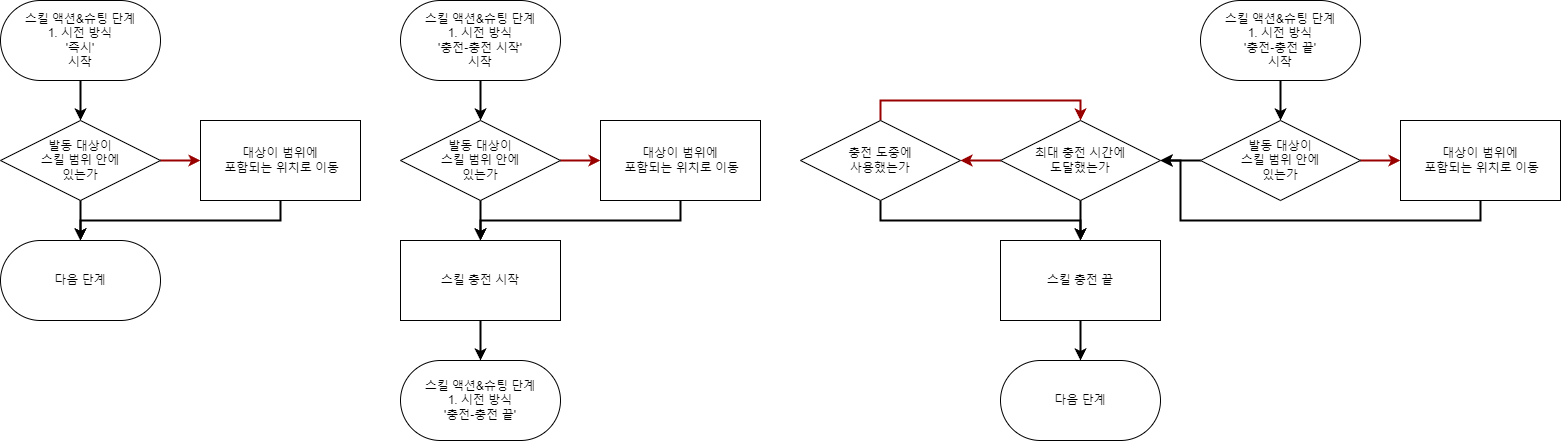 스킬 액션&슈팅 단계
1. 시전 방식
'즉시'
시작
발동 대상이
스킬 범위 안에
있는가
대상이 범위에
포함되는 위치로 이동
다음 단계
스킬 액션&슈팅 단계
1. 시전 방식
'충전-충전 시작'
시작
발동 대상이
스킬 범위 안에
있는가
대상이 범위에
포함되는 위치로 이동
스킬 충전 시작
스킬 액션&슈팅 단계
1. 시전 방식
'충전-충전 끝'
스킬 액션&슈팅 단계
1. 시전 방식
'충전-충전 끝'
시작
충전 도중에
사용했는가
최대 충전 시간에
도달했는가
발동 대상이
스킬 범위 안에
있는가
대상이 범위에
포함되는 위치로 이동
스킬 충전 끝
다음 단계